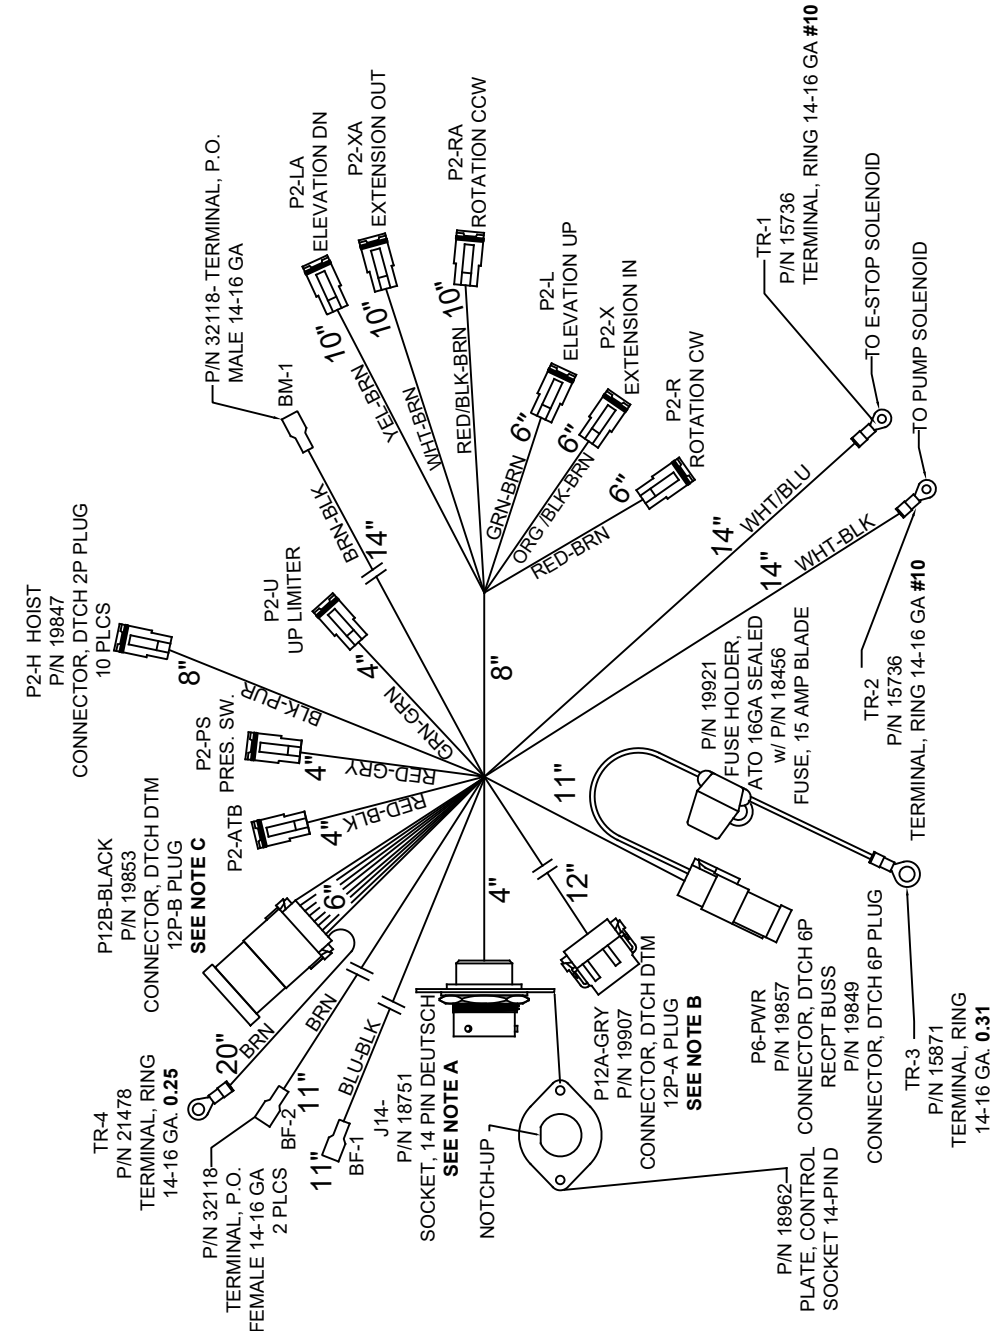 P2-H  HOIST
P/N 19847
CONNECTOR, DTCH 2P PLUG
10 PLCS
8"
BLK-PUR
P/N 32118- TERMINAL, P.O.
MALE 14-16 GA
BM-1
BRN-BLK
14"
P2-LA
ELEVATION DN
10"
YEL-BRN
P2-XA
EXTENSION OUT
10"
WHT-BRN
P2-RA
ROTATION CCW
10"
RED/BLK-BRN
P2-L
ELEVATION UP
6"
GRN-BRN
P2-X
EXTENSION IN
6"
ORG /BLK-BRN
P2-R
ROTATION CW
6"
RED-BRN
8"
P2-U
UP LIMITER
4"
GRN-GRN
P2-PS
PRES. SW.
4"
RED-GRY
P2-ATB
4"
RED-BLK
P12B-BLACK
P/N 19853
CONNECTOR, DTCH DTM
12P-B PLUG
SEE NOTE C
6"
TR-4
P/N 21478
TERMINAL, RING
14-16 GA. 0.25
20"
BRN
P/N 32118
TERMINAL, P.O.
FEMALE 14-16 GA
2 PLCS
BF-2
11"
BRN
BF-1
11"
BLU-BLK
J14-
P/N 18751
SOCKET, 14 PIN DEUTSCH
SEE NOTE A
4"
NOTCH-UP
P/N 18962
PLATE, CONTROL
SOCKET 14-PIN D
P12A-GRY
P/N 19907
CONNECTOR, DTCH DTM
12P-A PLUG
SEE NOTE B
12"
P6-PWR
P/N 19857
CONNECTOR, DTCH 6P
RECPT BUSS
P/N 19849
CONNECTOR, DTCH 6P PLUG
11"
P/N 19921
FUSE HOLDER,
ATO 16GA SEALED
w/ P/N 18456
FUSE, 15 AMP BLADE
TR-3
P/N 15871
TERMINAL, RING
14-16 GA. 0.31
TR-2
P/N 15736
TERMINAL, RING 14-16 GA #10
TO PUMP SOLENOID
14"
WHT-BLK
TR-1
P/N 15736
TERMINAL, RING 14-16 GA #10
TO E-STOP SOLENOID
14"
WHT/BLU